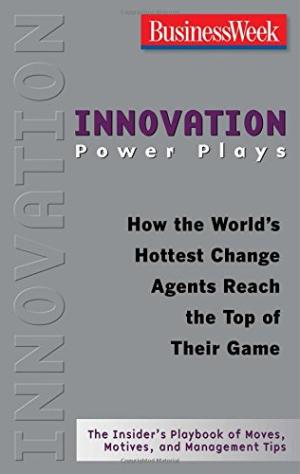 BusinessWeek
INNOVATION
INNOVATION
Power Plays
How the World's
Hottest Change
Agents Reach
the Top of
Their Game
The Insider's Playbook of Moves,
Motives, and Management Tips